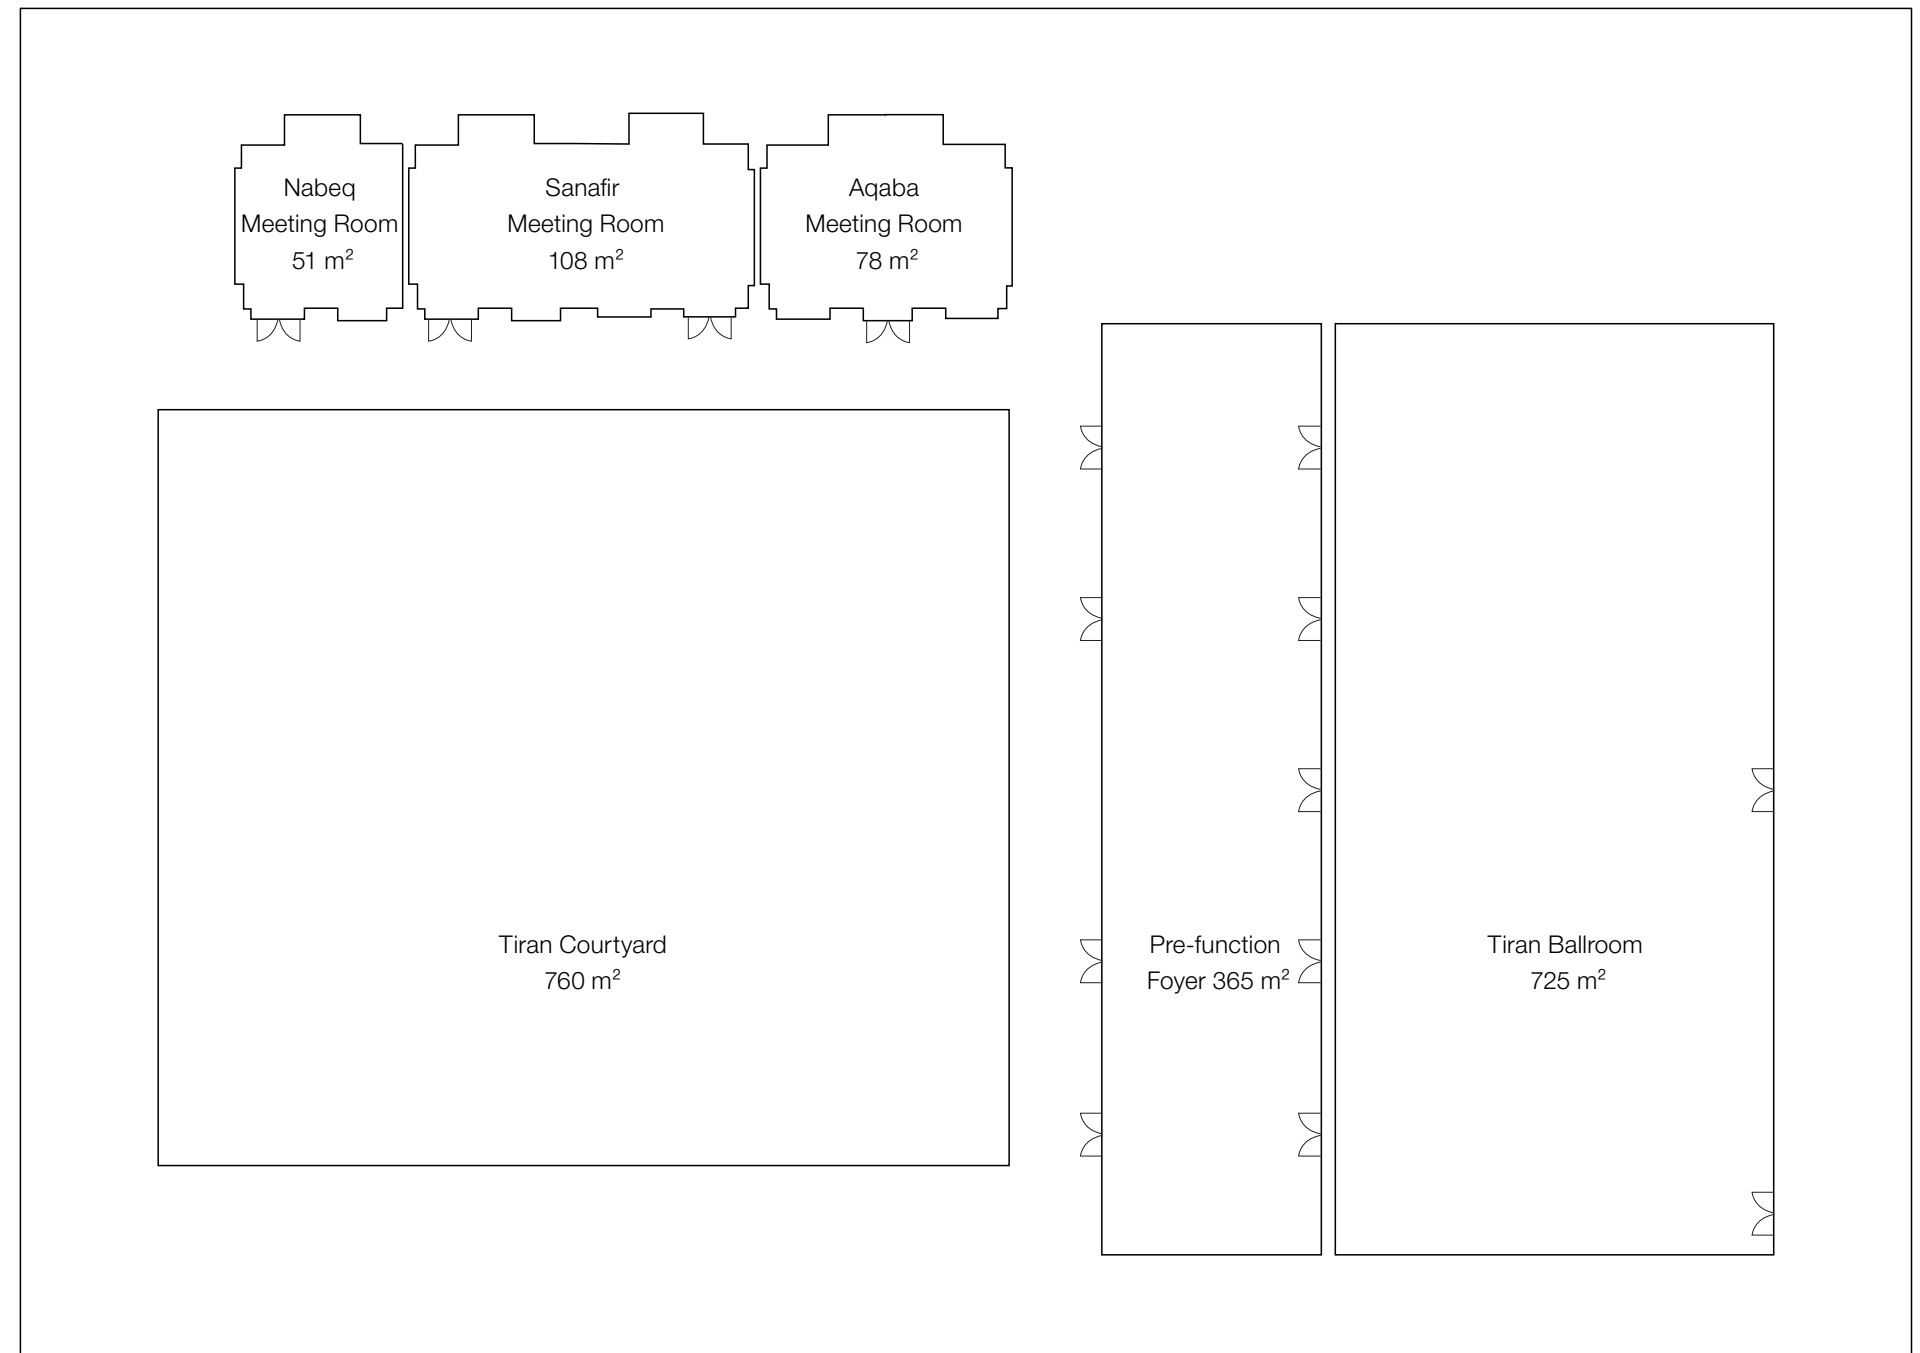 Nabeq
Meeting Room
51 m²
Sanafir
Meeting Room
108 m²
Aqaba
Meeting Room
78 m²
Tiran Courtyard
760 m²
Pre-function
Foyer 365 m²
Tiran Ballroom
725 m²